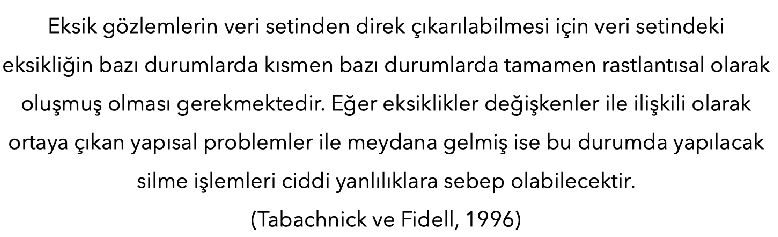 Eksik gözlemlerin veri setinden direk çıkarılabilmesi için veri setindeki
eksikliğin bazı durumlarda kısmen bazı durumlarda tamamen rastlantısal olarak
oluşmuş olması gerekmektedir. Eğer eksiklikler değişkenler ile ilişkili olarak
ortaya çıkan yapısal problemler ile meydana gelmiş ise bu durumda yapılacak
silme işlemleri ciddi yanlılıklara sebep olabilecektir.
(Tabachnick ve Fidell, 1996)